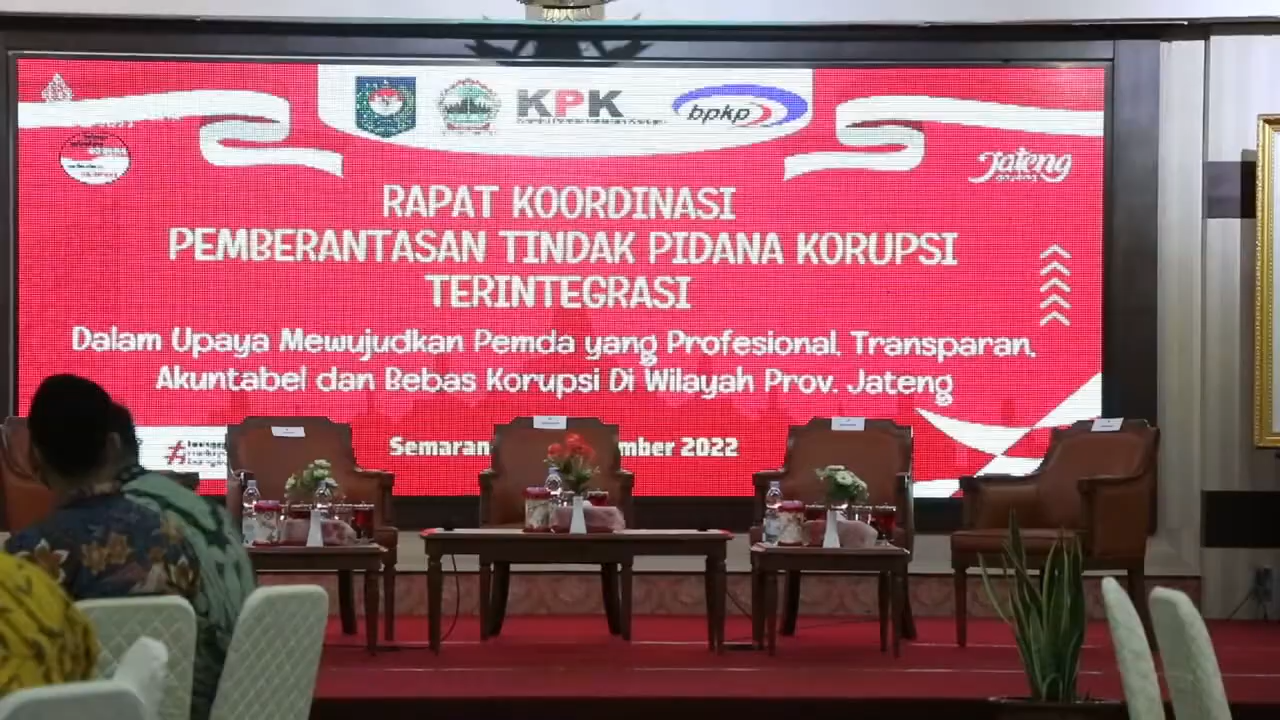 KPK
bpkp
Jateng
RAPAT KOORDINASI
PEMBERANTASAN TINDAK PIDANA KORUPSI
TERINTEGRASI
Dalam Upaya Mewujudkan Pemda yang Profesional, Transparan,
Akuntabel dan Bebas Korupsi Di Wilayah Prov. Jateng
Semaran mber 2022